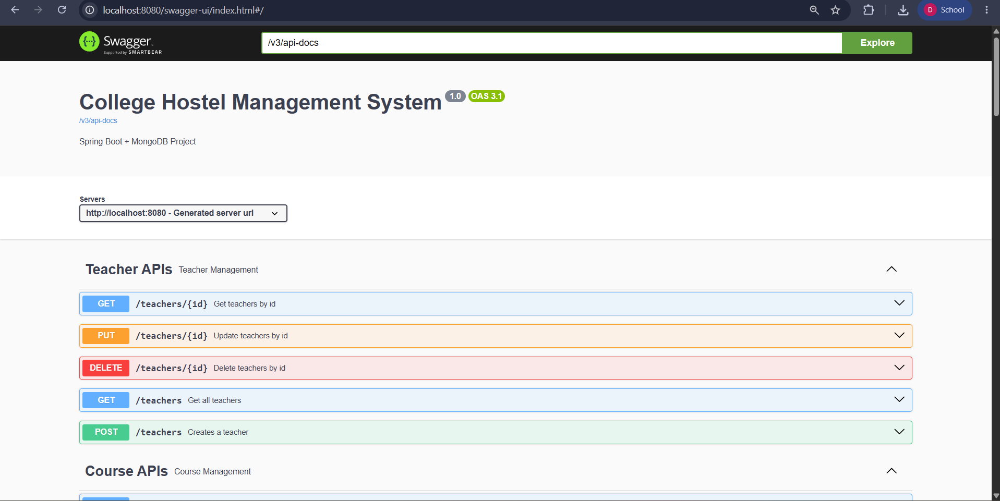 localhost:8080/swagger-ui/index.html#/
D School
Swagger
Supported by SMARTBEAR
/v3/api-docs
Explore
College Hostel Management System 1.0 OAS 3.1
/v3/api-docs
Spring Boot + MongoDB Project
Servers
http://localhost:8080 - Generated server url
Teacher APIs Teacher Management
GET /teachers/{id} Get teachers by id
PUT /teachers/{id} Update teachers by id
DELETE /teachers/{id} Delete teachers by id
GET /teachers Get all teachers
POST /teachers Creates a teacher
Course APIs Course Management